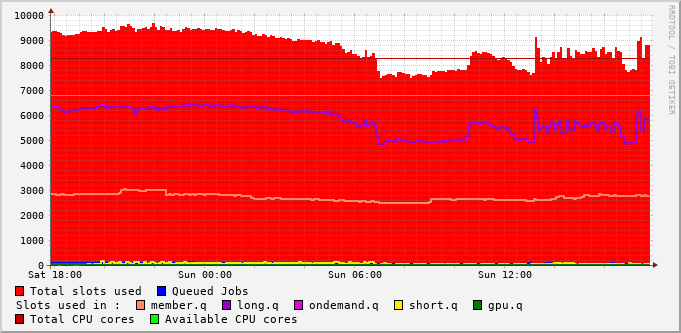 RRDTOOL / TOBI OETIKER
10000
9000
8000
7000
6000
5000
4000
3000
2000
1000
0
Sat 18:00 Sun 00:00 Sun 06:00 Sun 12:00
Total slots used Queued Jobs
Slots used in : member.q long.q ondemand.q short.q gpu.q
Total CPU cores Available CPU cores